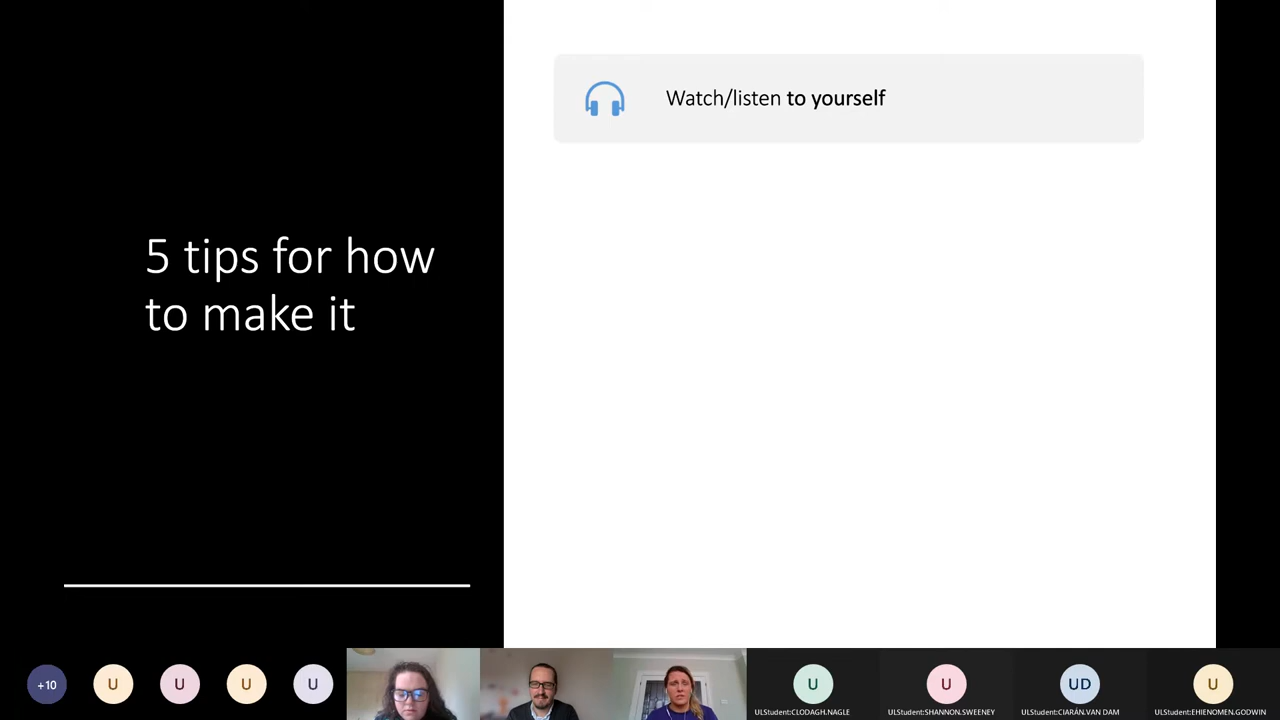 Watch/listen to yourself
5 tips for how
to make it
+10
U
U
U
U
U
U
UD
U
ULStudent:CLODAGH.NAGLE
ULStudent:SHANNON.SWEENEY
ULStudent:CIARÁN.VAN DAM
ULStudent:EHIENOMEN.GODWIN